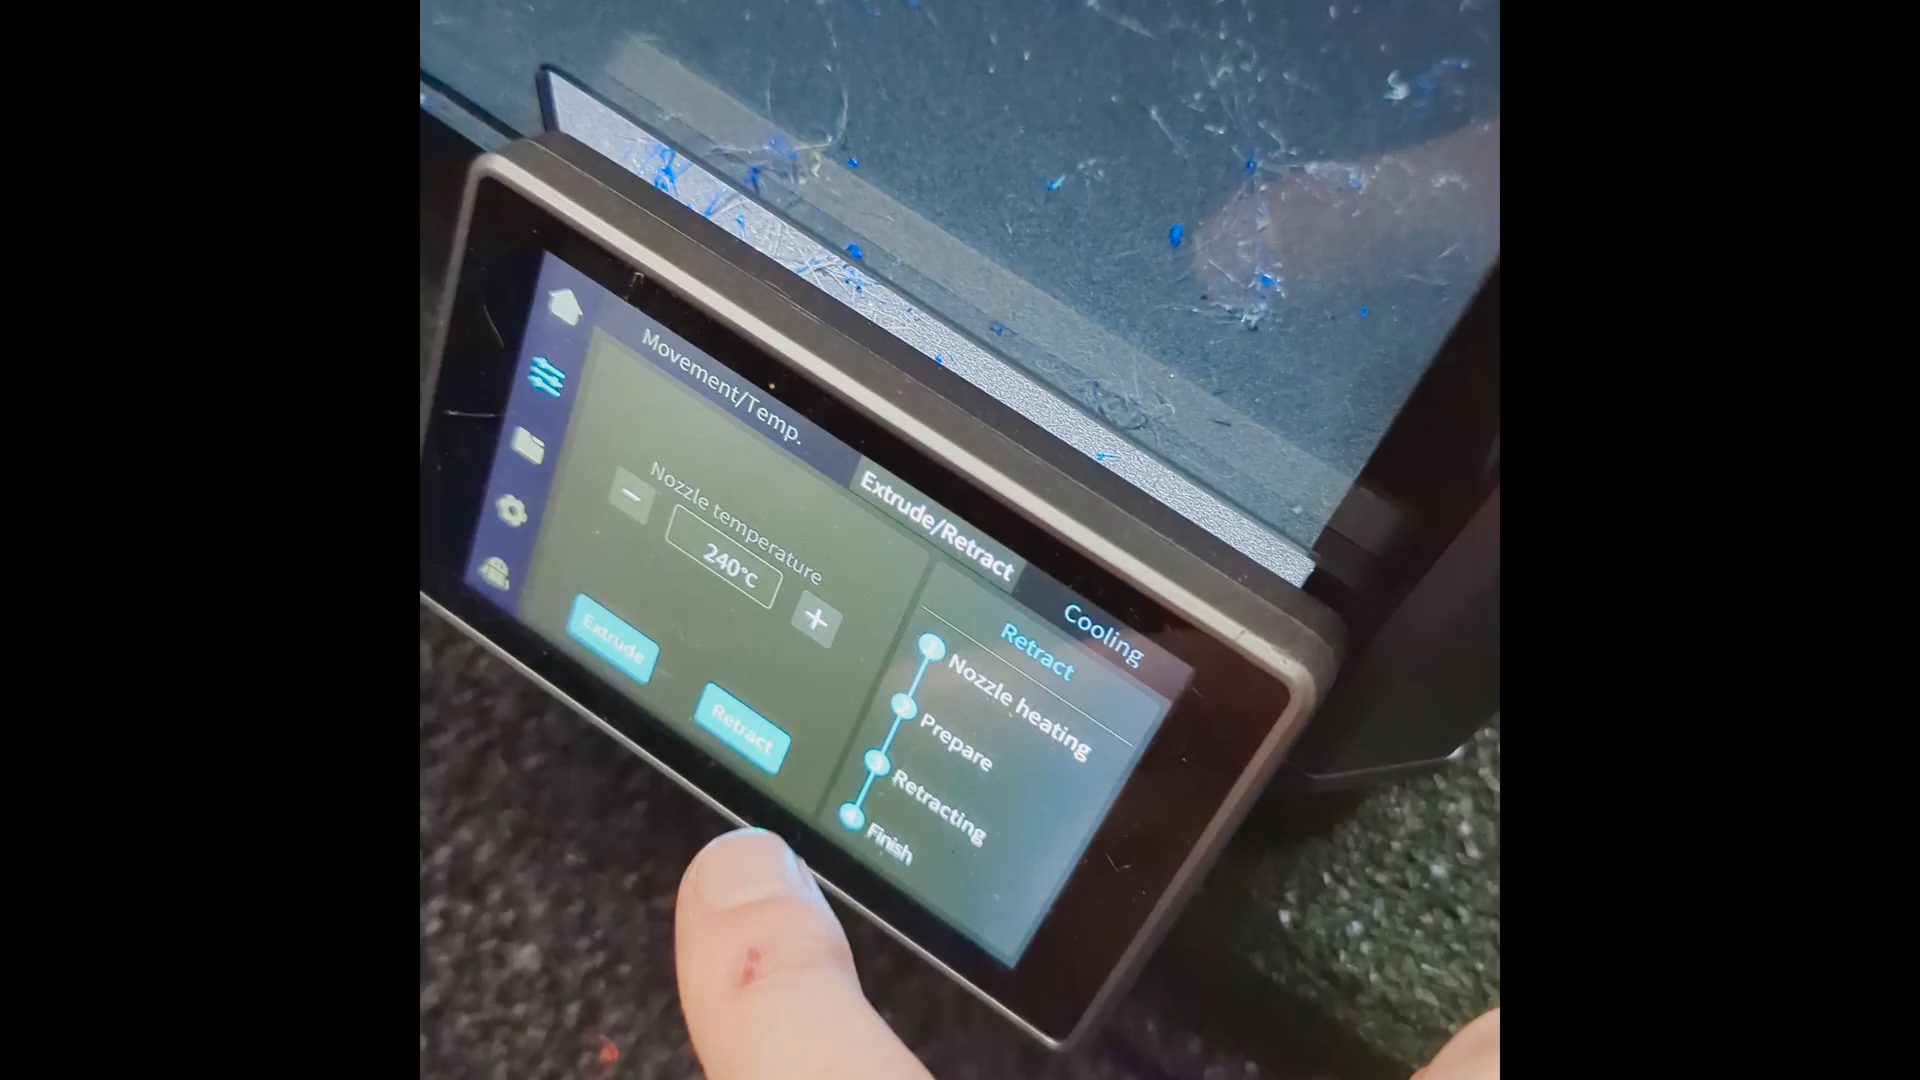 Movement/Temp.
Extrude/Retract
Cooling
Nozzle temperature
−
240°C
+
Extrude
Retract
Retract
1 Nozzle heating
2 Prepare
3 Retracting
4 Finish